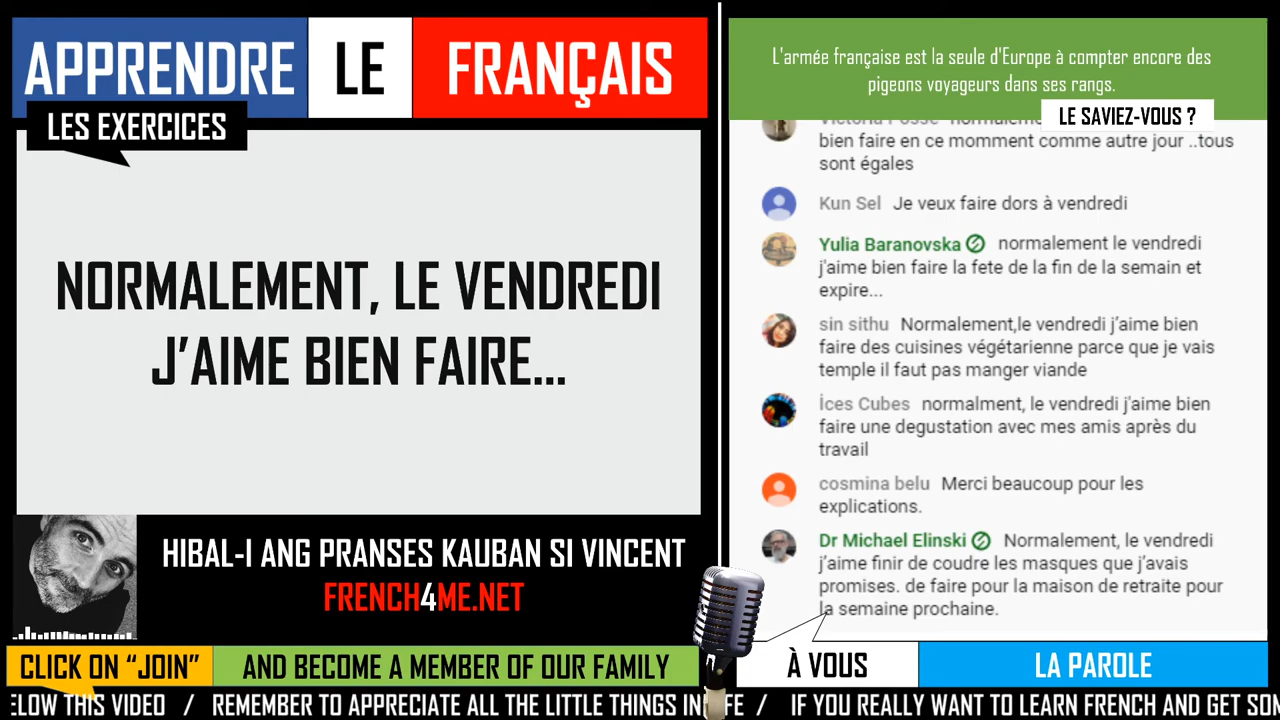 APPRENDRE LE FRANÇAIS
LES EXERCICES
NORMALEMENT, LE VENDREDI
J'AIME BIEN FAIRE...
HIBAL-I ANG PRANSES KAUBAN SI VINCENT
FRENCH4ME.NET
CLICK ON “JOIN” AND BECOME A MEMBER OF OUR FAMILY
L'armée française est la seule d'Europe à compter encore des
pigeons voyageurs dans ses rangs.
LE SAVIEZ-VOUS ?
bien faire en ce momment comme autre jour ..tous
sont égales
Kun Sel Je veux faire dors à vendredi
Yulia Baranovska normalement le vendredi
j'aime bien faire la fete de la fin de la semain et
expire...
sin sithu Normalement,le vendredi j'aime bien
faire des cuisines végétarienne parce que je vais
temple il faut pas manger viande
İces Cubes normalment, le vendredi j'aime bien
faire une degustation avec mes amis après du
travail
cosmina belu Merci beaucoup pour les
explications.
Dr Michael Elinski Normalement, le vendredi
j'aime finir de coudre les masques que j'avais
promises. de faire pour la maison de retraite pour
la semaine prochaine.
À VOUS LA PAROLE
THIS VIDEO / REMEMBER TO APPRECIATE ALL THE LITTLE THINGS IN / IF YOU REALLY WANT TO LEARN FRENCH AND GET